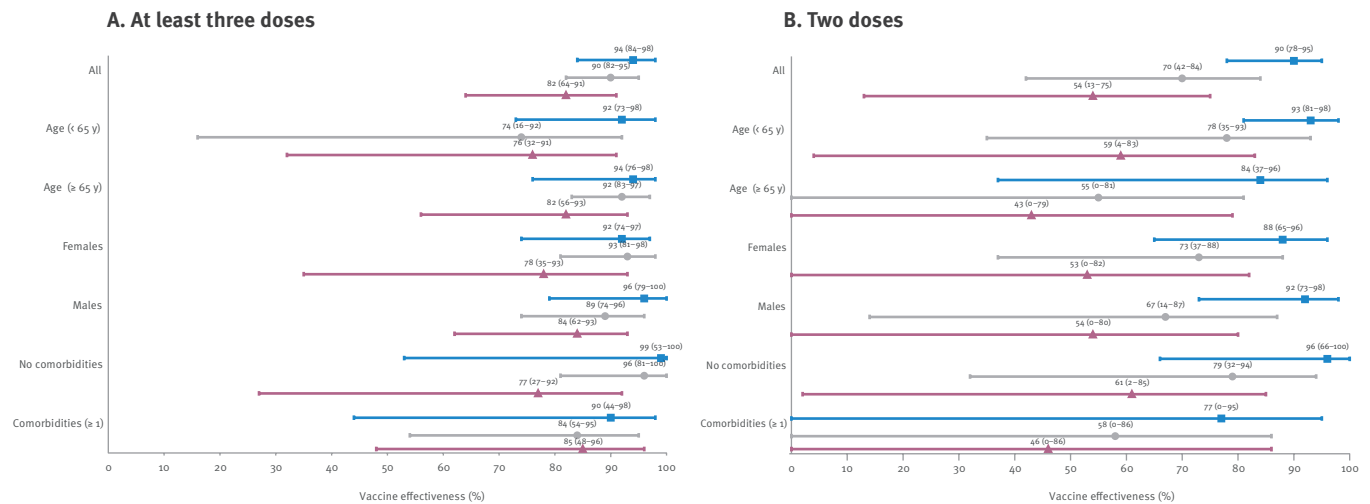 A. At least three doses
All
94 (84–98)
90 (82–95)
82 (64–91)
Age (< 65 y)
92 (73–98)
74 (16–92)
76 (32–91)
Age (≥ 65 y)
94 (76–98)
92 (83–97)
82 (56–93)
Females
92 (74–97)
93 (81–98)
78 (35–93)
Males
96 (79–100)
89 (74–96)
84 (62–93)
No comorbidities
99 (53–100)
96 (81–100)
77 (27–92)
Comorbidities (≥ 1)
90 (44–98)
84 (54–95)
85 (48–96)
0 10 20 30 40 50 60 70 80 90 100
Vaccine effectiveness (%)
B. Two doses
All
90 (78–95)
70 (42–84)
54 (13–75)
Age (< 65 y)
93 (81–98)
78 (35–93)
59 (4–83)
Age (≥ 65 y)
84 (37–96)
55 (0–81)
43 (0–79)
Females
88 (65–96)
73 (37–88)
53 (0–82)
Males
92 (73–98)
67 (14–87)
54 (0–80)
No comorbidities
96 (66–100)
79 (32–94)
61 (2–85)
Comorbidities (≥ 1)
77 (0–95)
58 (0–86)
46 (0–86)
0 10 20 30 40 50 60 70 80 90 100
Vaccine effectiveness (%)